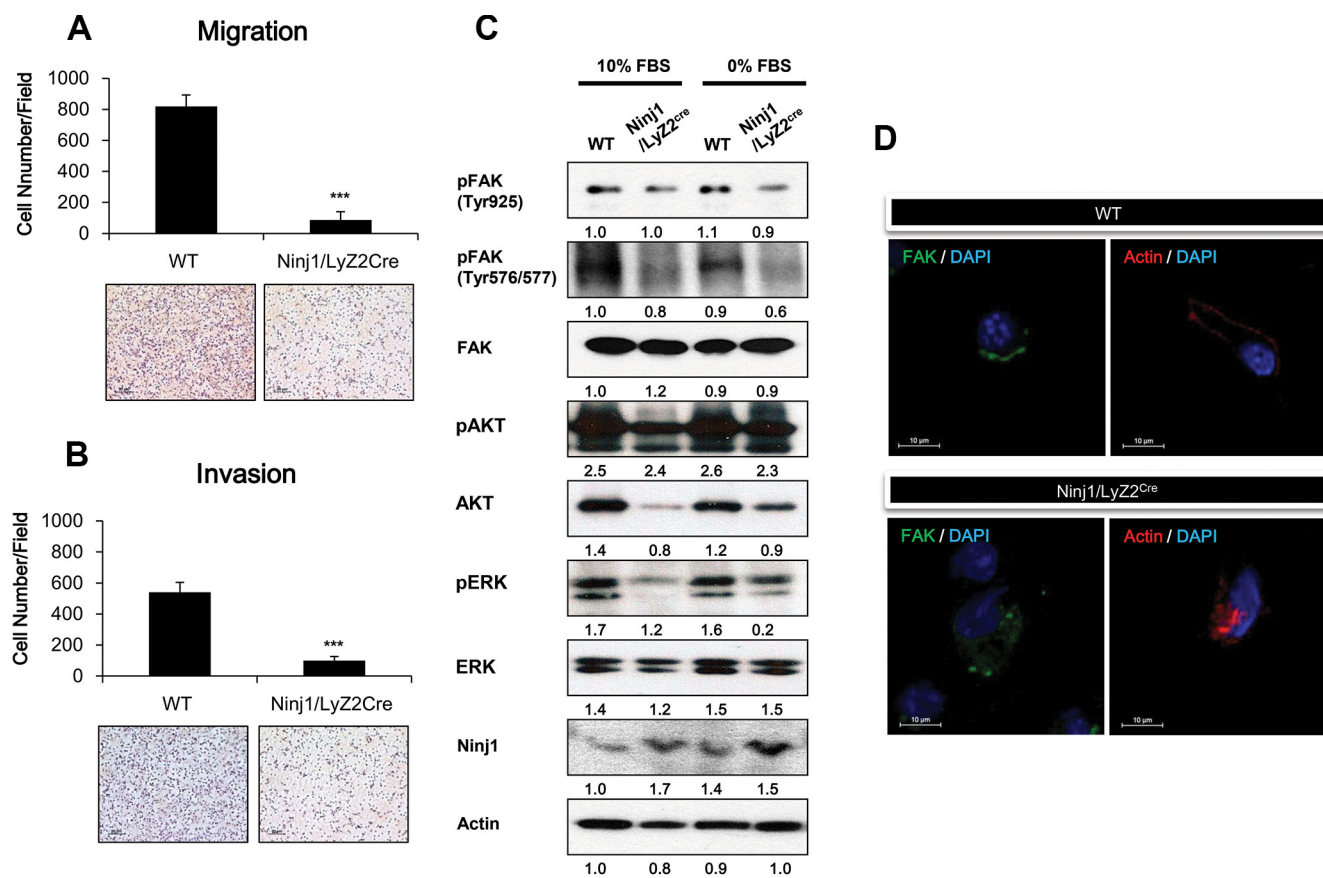 A
Migration
Cell Nnumber/Field
1000
800
600
400
200
0
***
WT
Ninj1/LyZ2Cre
B
Invasion
Cell Number/Field
1000
800
600
400
200
0
***
WT
Ninj1/LyZ2Cre
C
10% FBS
0% FBS
WT
Ninj1
/LyZ2cre
WT
Ninj1
/LyZ2cre
pFAK
(Tyr925)
1.0 1.0 1.1 0.9
pFAK
(Tyr576/577)
1.0 0.8 0.9 0.6
FAK
1.0 1.2 0.9 0.9
pAKT
2.5 2.4 2.6 2.3
AKT
1.4 0.8 1.2 0.9
pERK
1.7 1.2 1.6 0.2
ERK
1.4 1.2 1.5 1.5
Ninj1
1.0 1.7 1.4 1.5
Actin
1.0 0.8 0.9 1.0
D
WT
FAK / DAPI
10 µm
Actin / DAPI
10 µm
Ninj1/LyZ2Cre
FAK / DAPI
10 µm
Actin / DAPI
10 µm